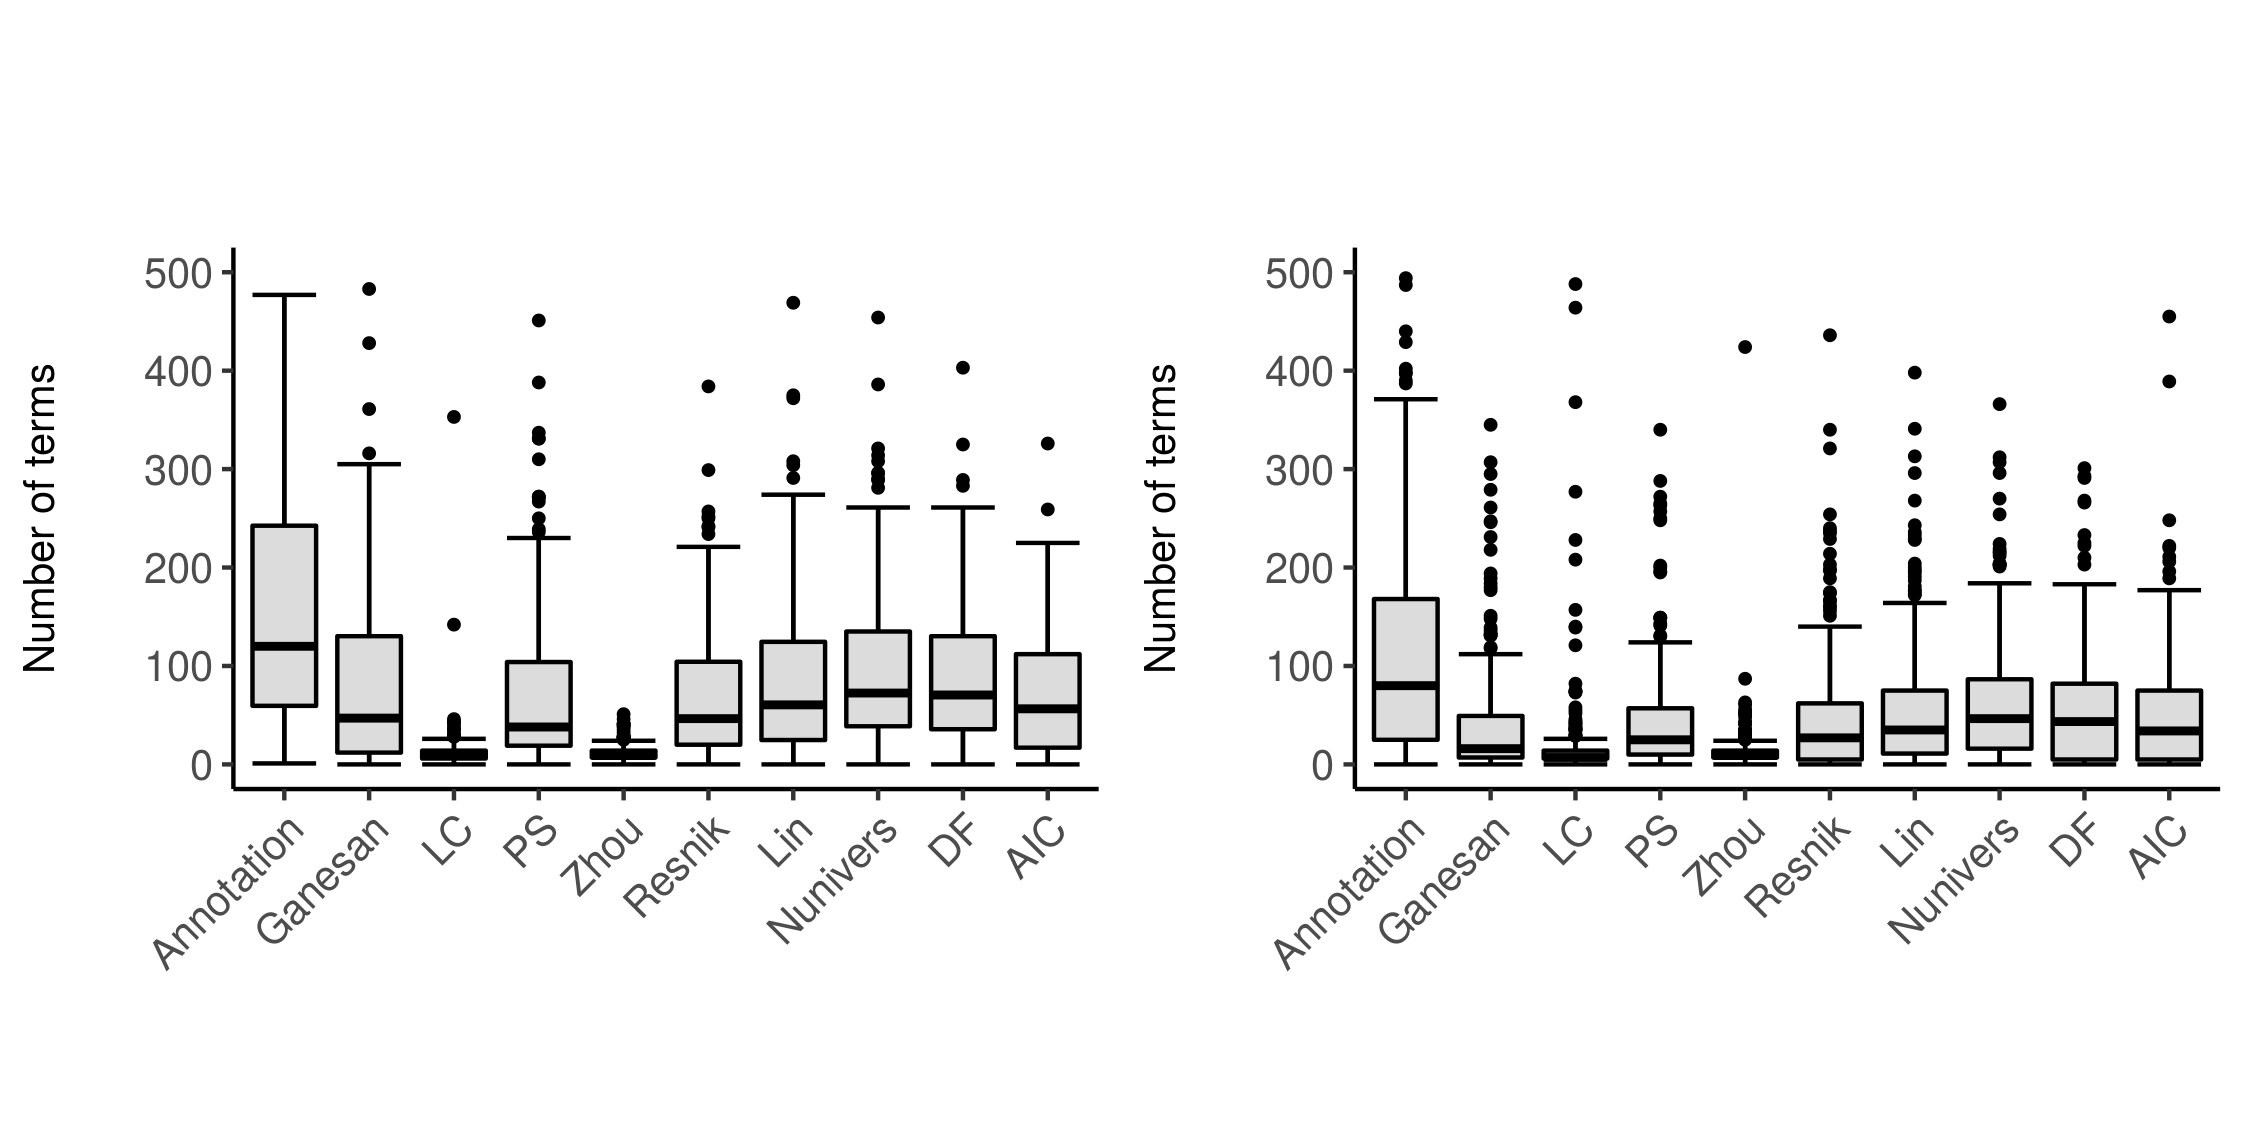 Number of terms
500
400
300
200
100
0
Annotation
Ganesan
LC
PS
Zhou
Resnik
Lin
Nunivers
DF
AIC
Number of terms
500
400
300
200
100
0
Annotation
Ganesan
LC
PS
Zhou
Resnik
Lin
Nunivers
DF
AIC